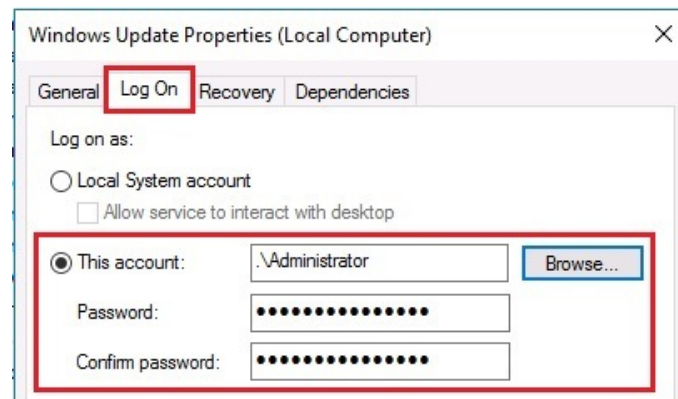 Windows Update Properties (Local Computer)
General Log On Recovery Dependencies
Log on as:
Local System account
Allow service to interact with desktop
This account: .\Administrator Browse...
Password: •••••••••••••••
Confirm password: •••••••••••••••